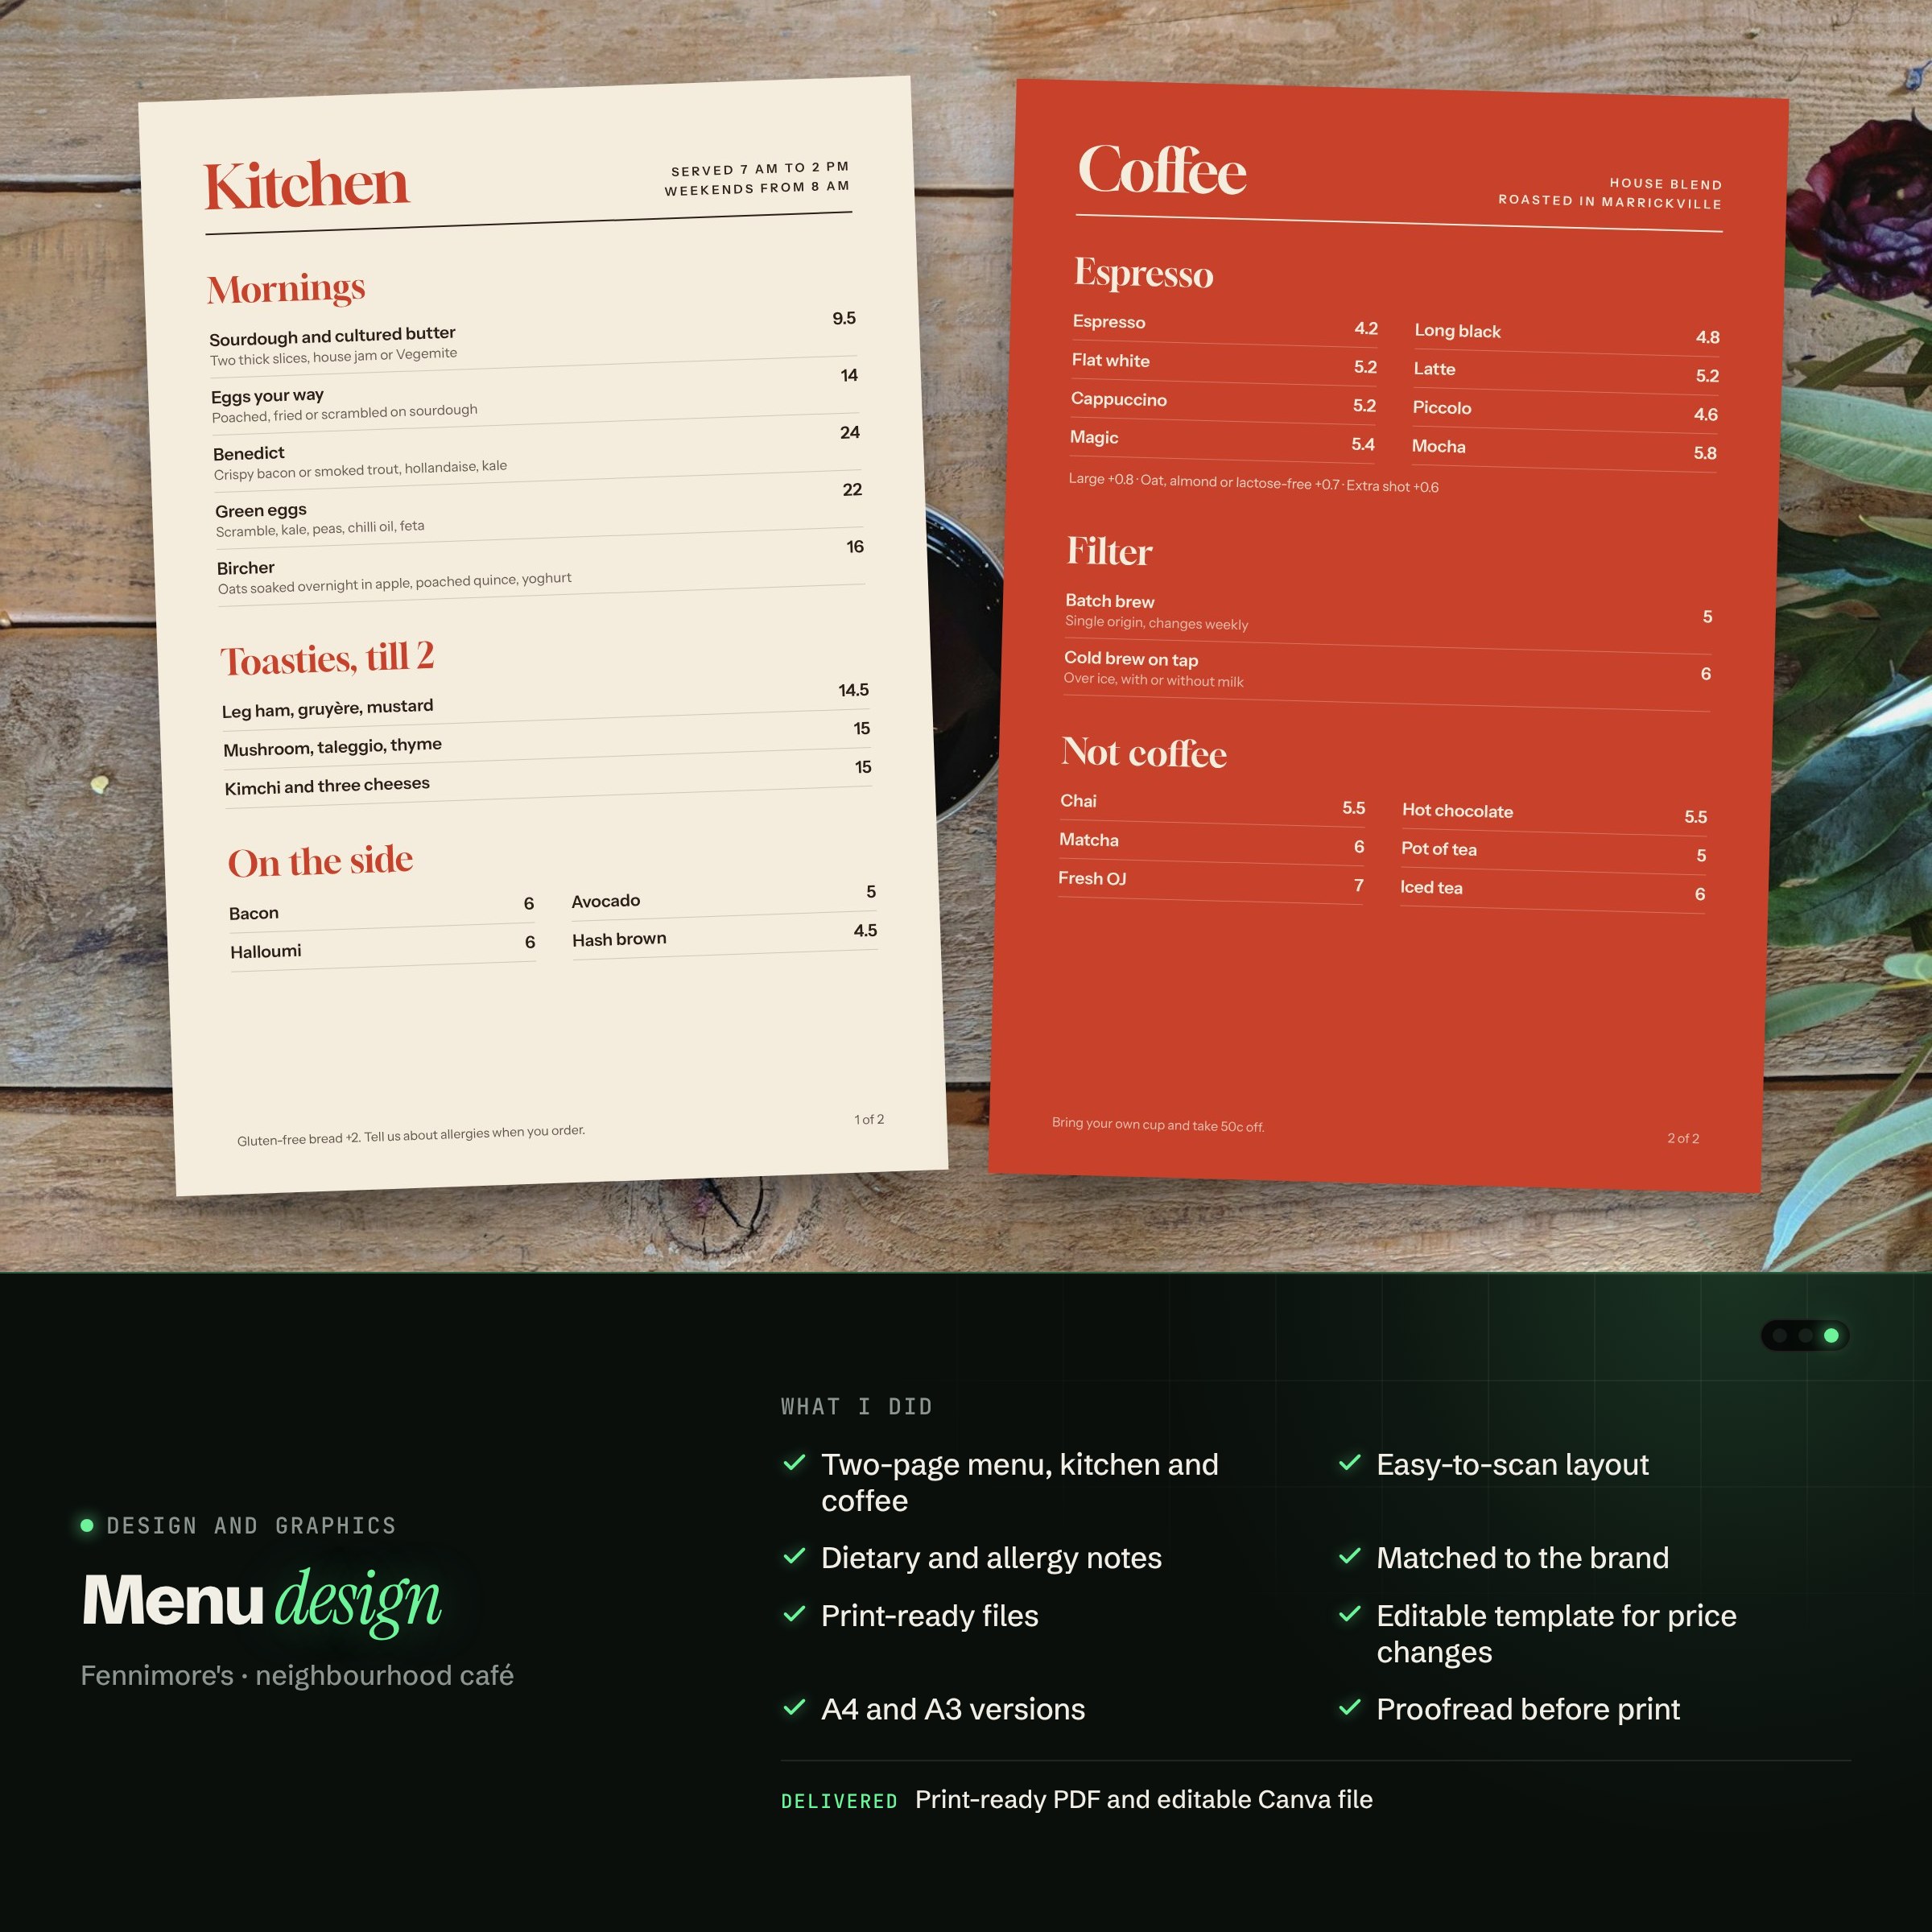 Kitchen
SERVED 7 AM TO 2 PM
WEEKENDS FROM 8 AM
Mornings
Sourdough and cultured butter 9.5
Two thick slices, house jam or Vegemite
Eggs your way 14
Poached, fried or scrambled on sourdough
Benedict 24
Crispy bacon or smoked trout, hollandaise, kale
Green eggs 22
Scramble, kale, peas, chilli oil, feta
Bircher 16
Oats soaked overnight in apple, poached quince, yoghurt
Toasties, till 2
Leg ham, gruyère, mustard 14.5
Mushroom, taleggio, thyme 15
Kimchi and three cheeses 15
On the side
Bacon 6 Avocado 5
Halloumi 6 Hash brown 4.5
Gluten-free bread +2. Tell us about allergies when you order. 1 of 2
Coffee
HOUSE BLEND
ROASTED IN MARRICKVILLE
Espresso
Espresso 4.2 Long black 4.8
Flat white 5.2 Latte 5.2
Cappuccino 5.2 Piccolo 4.6
Magic 5.4 Mocha 5.8
Large +0.8 · Oat, almond or lactose-free +0.7 · Extra shot +0.6
Filter
Batch brew 5
Single origin, changes weekly
Cold brew on tap 6
Over ice, with or without milk
Not coffee
Chai 5.5 Hot chocolate 5.5
Matcha 6 Pot of tea 5
Fresh OJ 7 Iced tea 6
Bring your own cup and take 50c off. 2 of 2
DESIGN AND GRAPHICS
Menu design
Fennimore's · neighbourhood café
WHAT I DID
Two-page menu, kitchen and
coffee
Easy-to-scan layout
Dietary and allergy notes
Matched to the brand
Print-ready files
Editable template for price
changes
A4 and A3 versions
Proofread before print
DELIVERED Print-ready PDF and editable Canva file